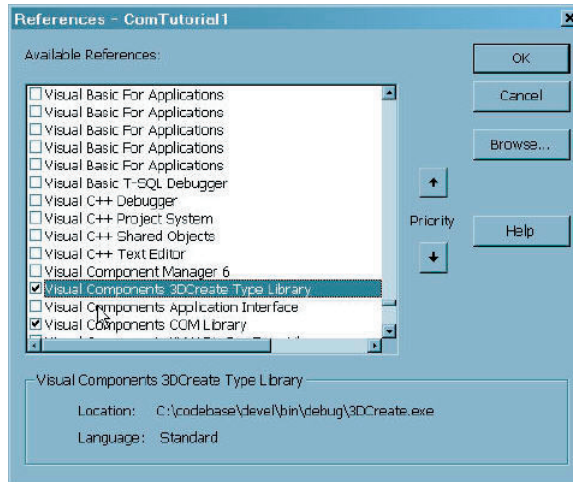 References - ComTutorial1
Available References:
OK
Cancel
Browse...
Help
Visual Basic For Applications
Visual Basic For Applications
Visual Basic For Applications
Visual Basic For Applications
Visual Basic For Applications
Visual Basic T-SQL Debugger
Visual C++ Debugger
Visual C++ Project System
Visual C++ Shared Objects
Visual C++ Text Editor
Visual Component Manager 6
Visual Components 3DCreate Type Library
Visual Components Application Interface
Visual Components COM Library
Priority
Visual Components 3DCreate Type Library
Location: C:\codebase\devel\bin\debug\3DCreate.exe
Language: Standard